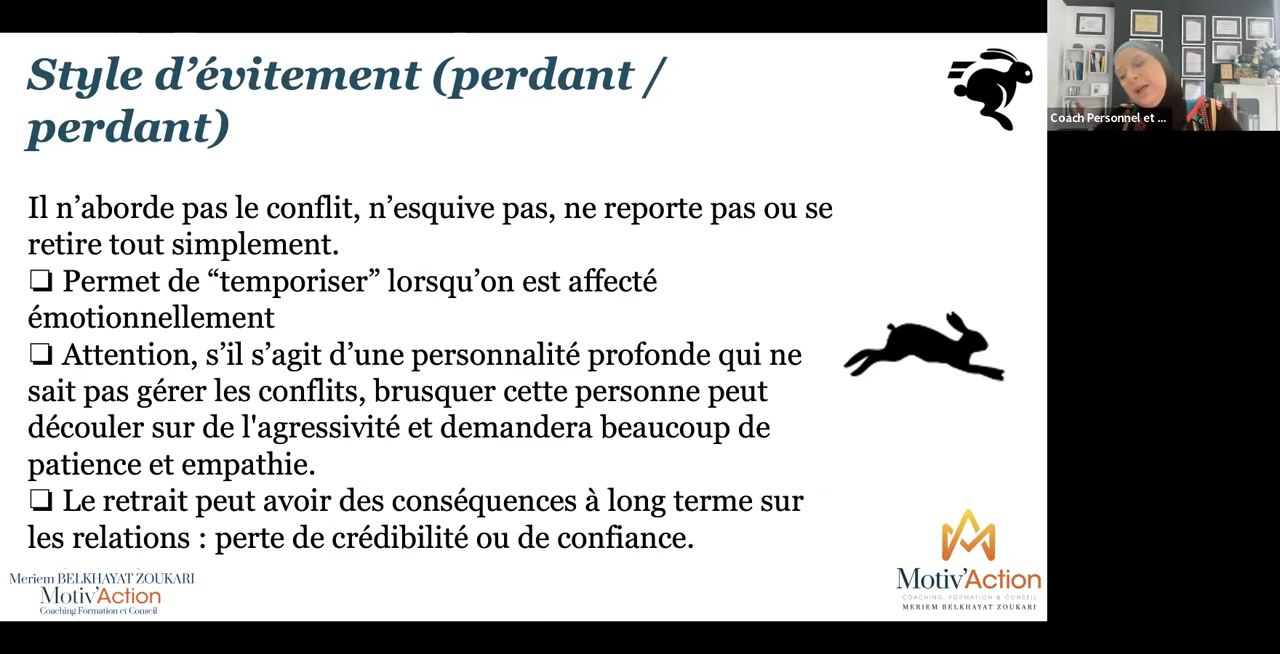 Style d’évitement (perdant /
perdant)
Il n’aborde pas le conflit, n’esquive pas, ne reporte pas ou se
retire tout simplement.
❏ Permet de “temporiser” lorsqu’on est affecté
émotionnellement
❏ Attention, s’il s’agit d’une personnalité profonde qui ne
sait pas gérer les conflits, brusquer cette personne peut
découler sur de l'agressivité et demandera beaucoup de
patience et empathie.
❏ Le retrait peut avoir des conséquences à long terme sur
les relations : perte de crédibilité ou de confiance.
Meriem BELKHAYAT ZOUKARI
Motiv’Action
Coaching Formation et Conseil
Motiv’Action
COACHING, FORMATION & CONSEIL
MERIEM BELKHAYAT ZOUKARI
Coach Personnel et ...